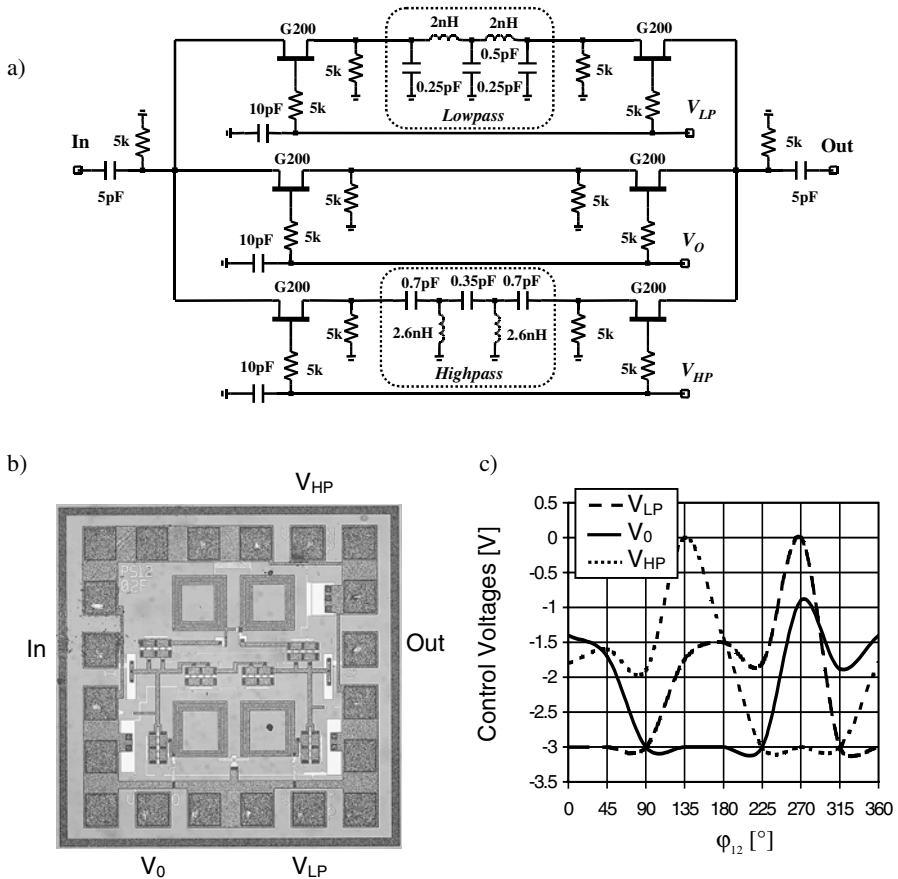 a)
2nH 2nH
G200 G200
0.5pF
5k 5k
0.25pF 0.25pF
10pF 5k 5k
Lowpass
V_LP
In 5k 5k Out
G200 G200
5pF 5pF
5k 5k
10pF 5k 5k
V_O
0.7pF 0.35pF 0.7pF
G200 G200
5k 2.6nH 2.6nH 5k
10pF 5k 5k
Highpass
V_HP
b)
V_HP
PSL2
In
Out
V_0
V_LP
c)
V_LP
V_0
V_HP
Control Voltages [V]
0.5
0
-0.5
-1
-1.5
-2
-2.5
-3
-3.5
0 45 90 135 180 225 270 315 360
φ_12 [°]